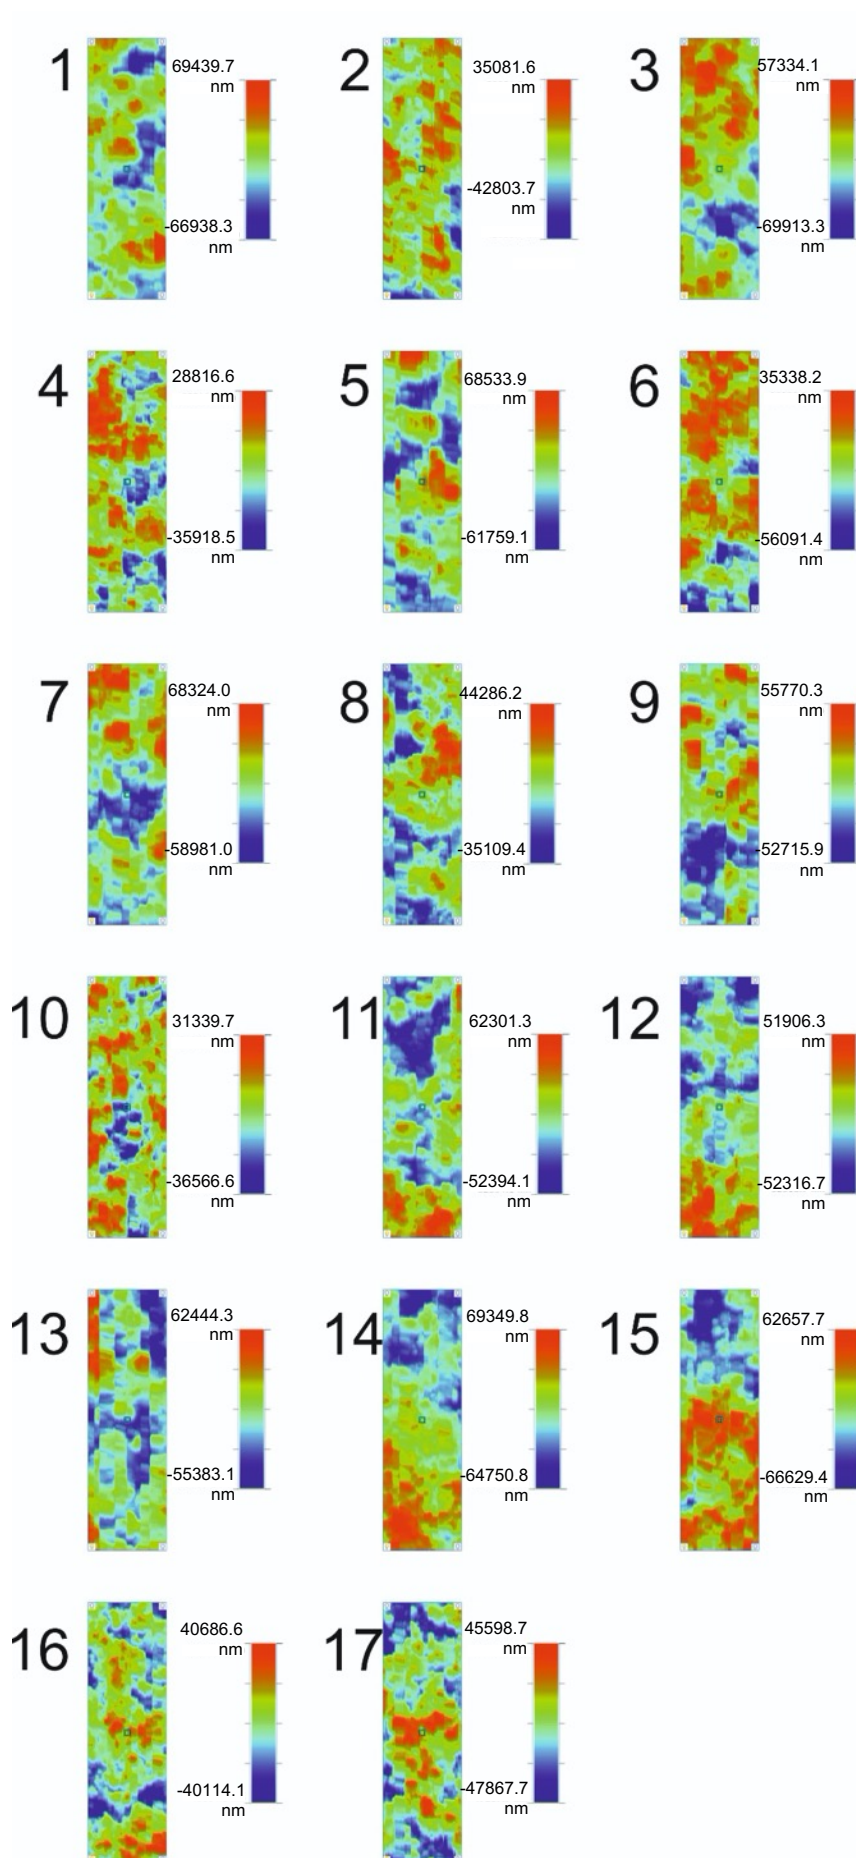 1
69439.7
nm
-66938.3
nm
2
35081.6
nm
-42803.7
nm
3
57334.1
nm
-69913.3
nm
4
28816.6
nm
-35918.5
nm
5
68533.9
nm
-61759.1
nm
6
35338.2
nm
-56091.4
nm
7
68324.0
nm
-58981.0
nm
8
44286.2
nm
-35109.4
nm
9
55770.3
nm
-52715.9
nm
10
31339.7
nm
-36566.6
nm
11
62301.3
nm
-52394.1
nm
12
51906.3
nm
-52316.7
nm
13
62444.3
nm
-55383.1
nm
14
69349.8
nm
-64750.8
nm
15
62657.7
nm
-66629.4
nm
16
40686.6
nm
-40114.1
nm
17
45598.7
nm
-47867.7
nm